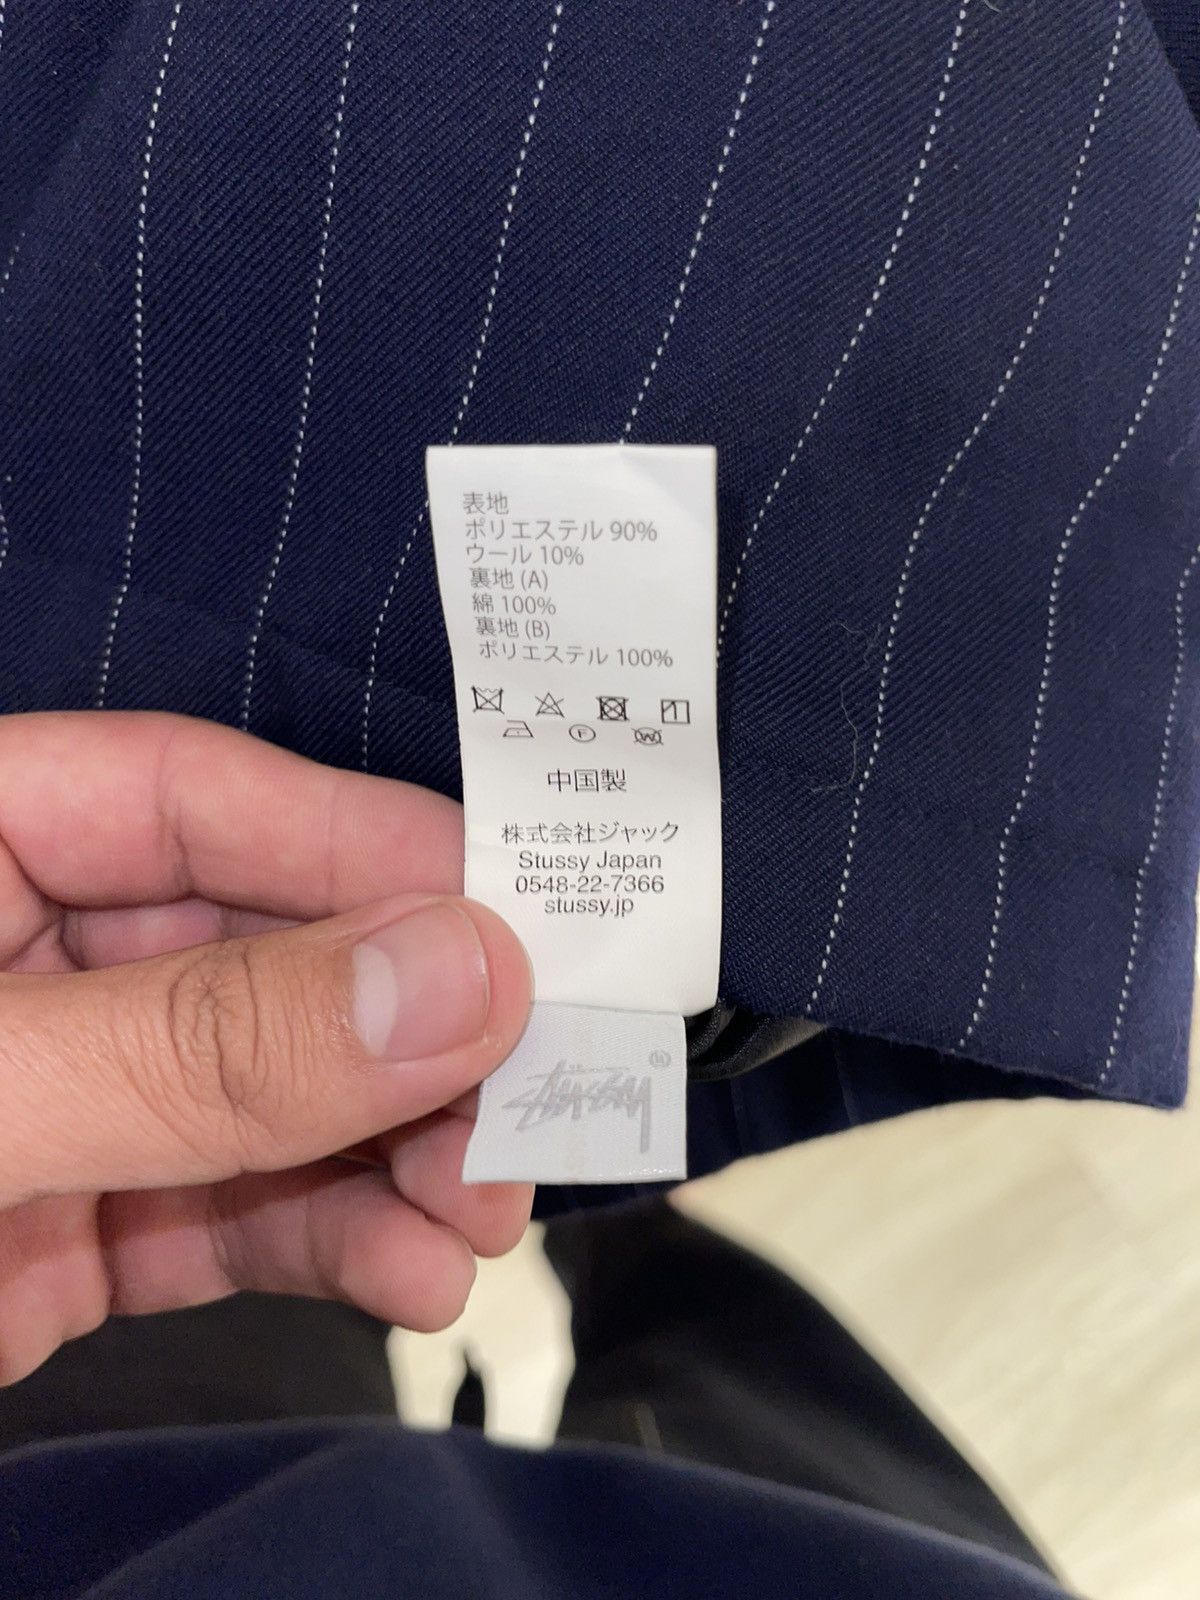 表地
ポリエステル 90%
ウール 10%
裏地 (A)
綿 100%
裏地 (B)
ポリエステル 100%
1
F
W
中国製
株式会社ジャック
Stussy Japan
0548-22-7366
stussy.jp